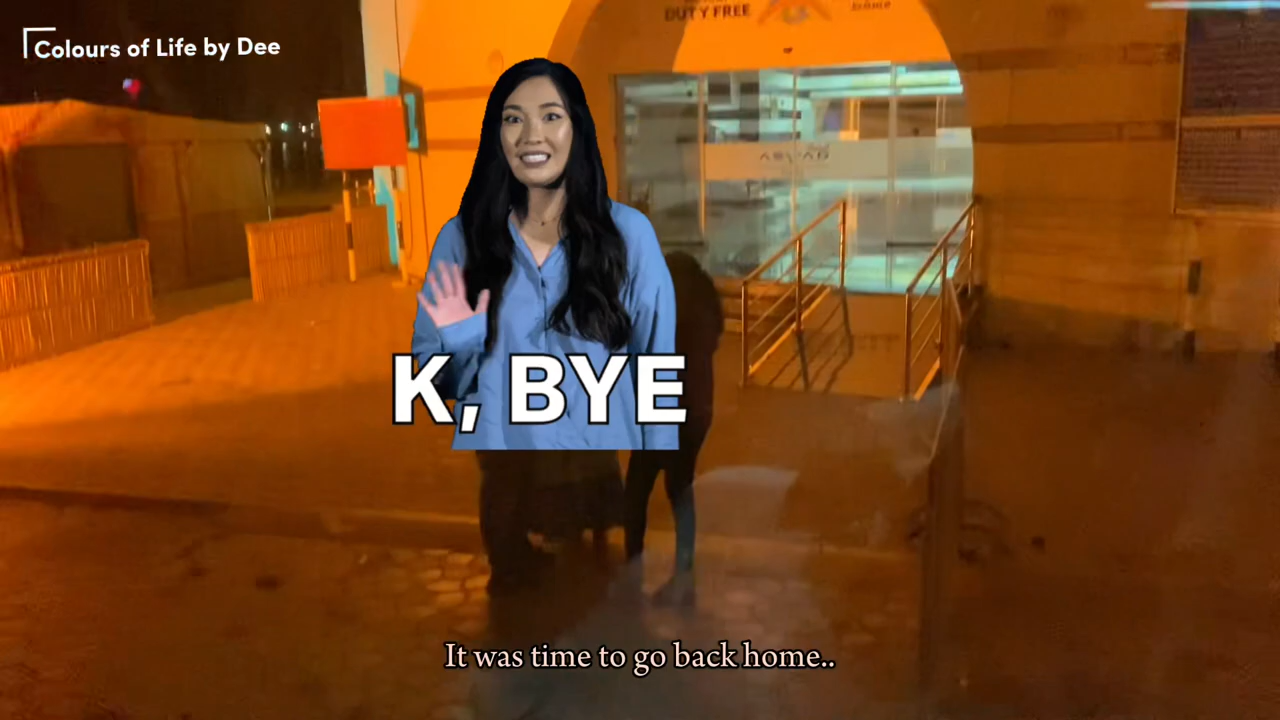 Colours of Life by Dee
DUTY FREE
K, BYE
It was time to go back home..